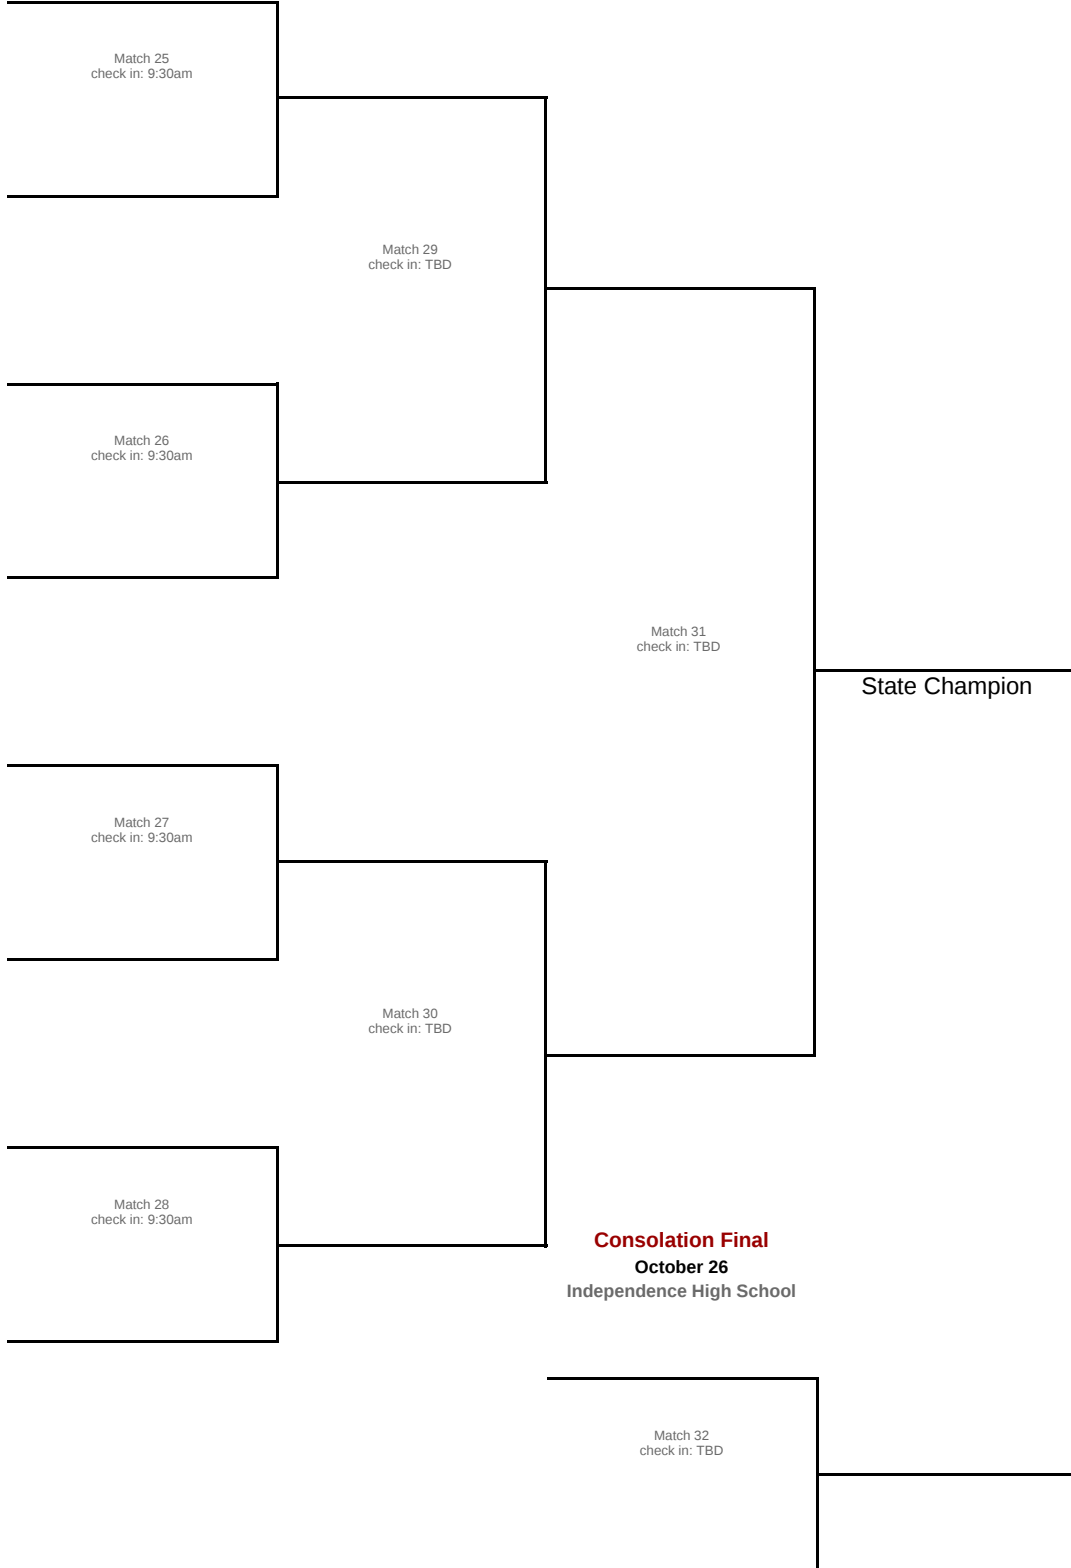 Match 25
check in: 9:30am
Match 29
check in: TBD
Match 26
check in: 9:30am
Match 31
check in: TBD
State Champion
Match 27
check in: 9:30am
Match 30
check in: TBD
Match 28
check in: 9:30am
Consolation Final
October 26
Independence High School
Match 32
check in: TBD